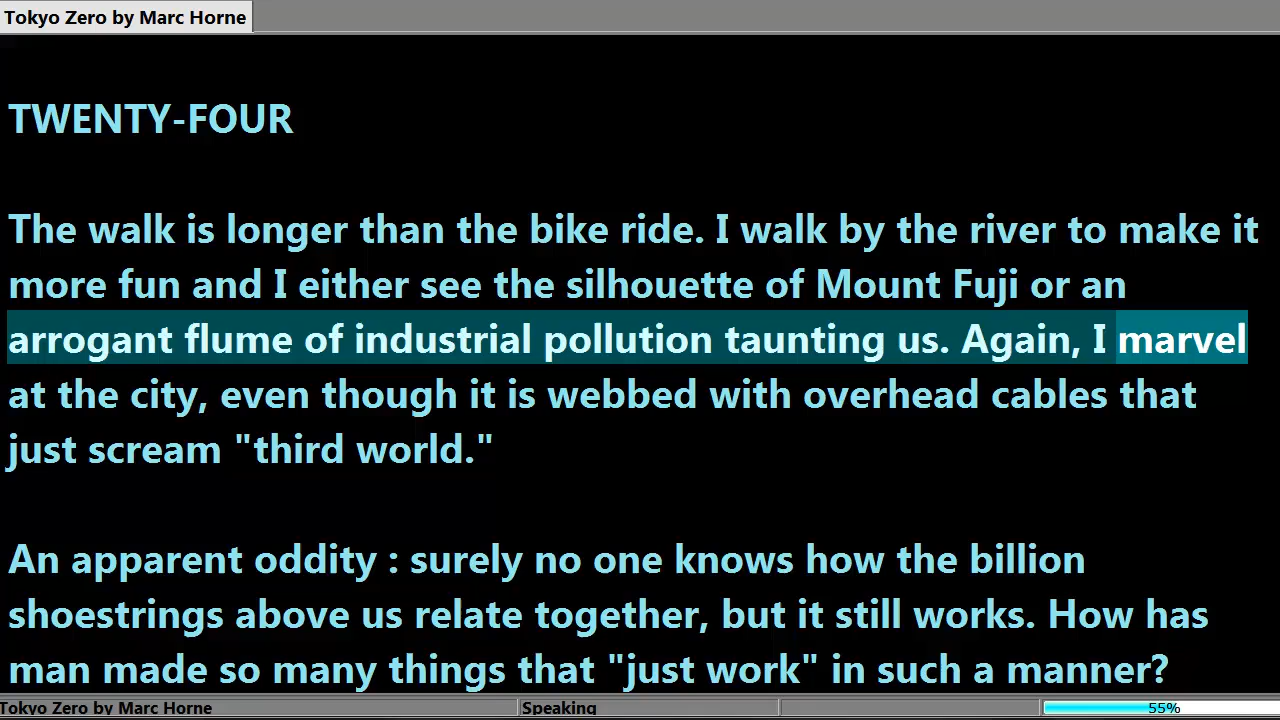 Tokyo Zero by Marc Horne
TWENTY-FOUR
The walk is longer than the bike ride. I walk by the river to make it
more fun and I either see the silhouette of Mount Fuji or an
arrogant flume of industrial pollution taunting us. Again, I marvel
at the city, even though it is webbed with overhead cables that
just scream "third world."
An apparent oddity : surely no one knows how the billion
shoestrings above us relate together, but it still works. How has
man made so many things that "just work" in such a manner?
Tokyo Zero by Marc Horne Speaking 55%